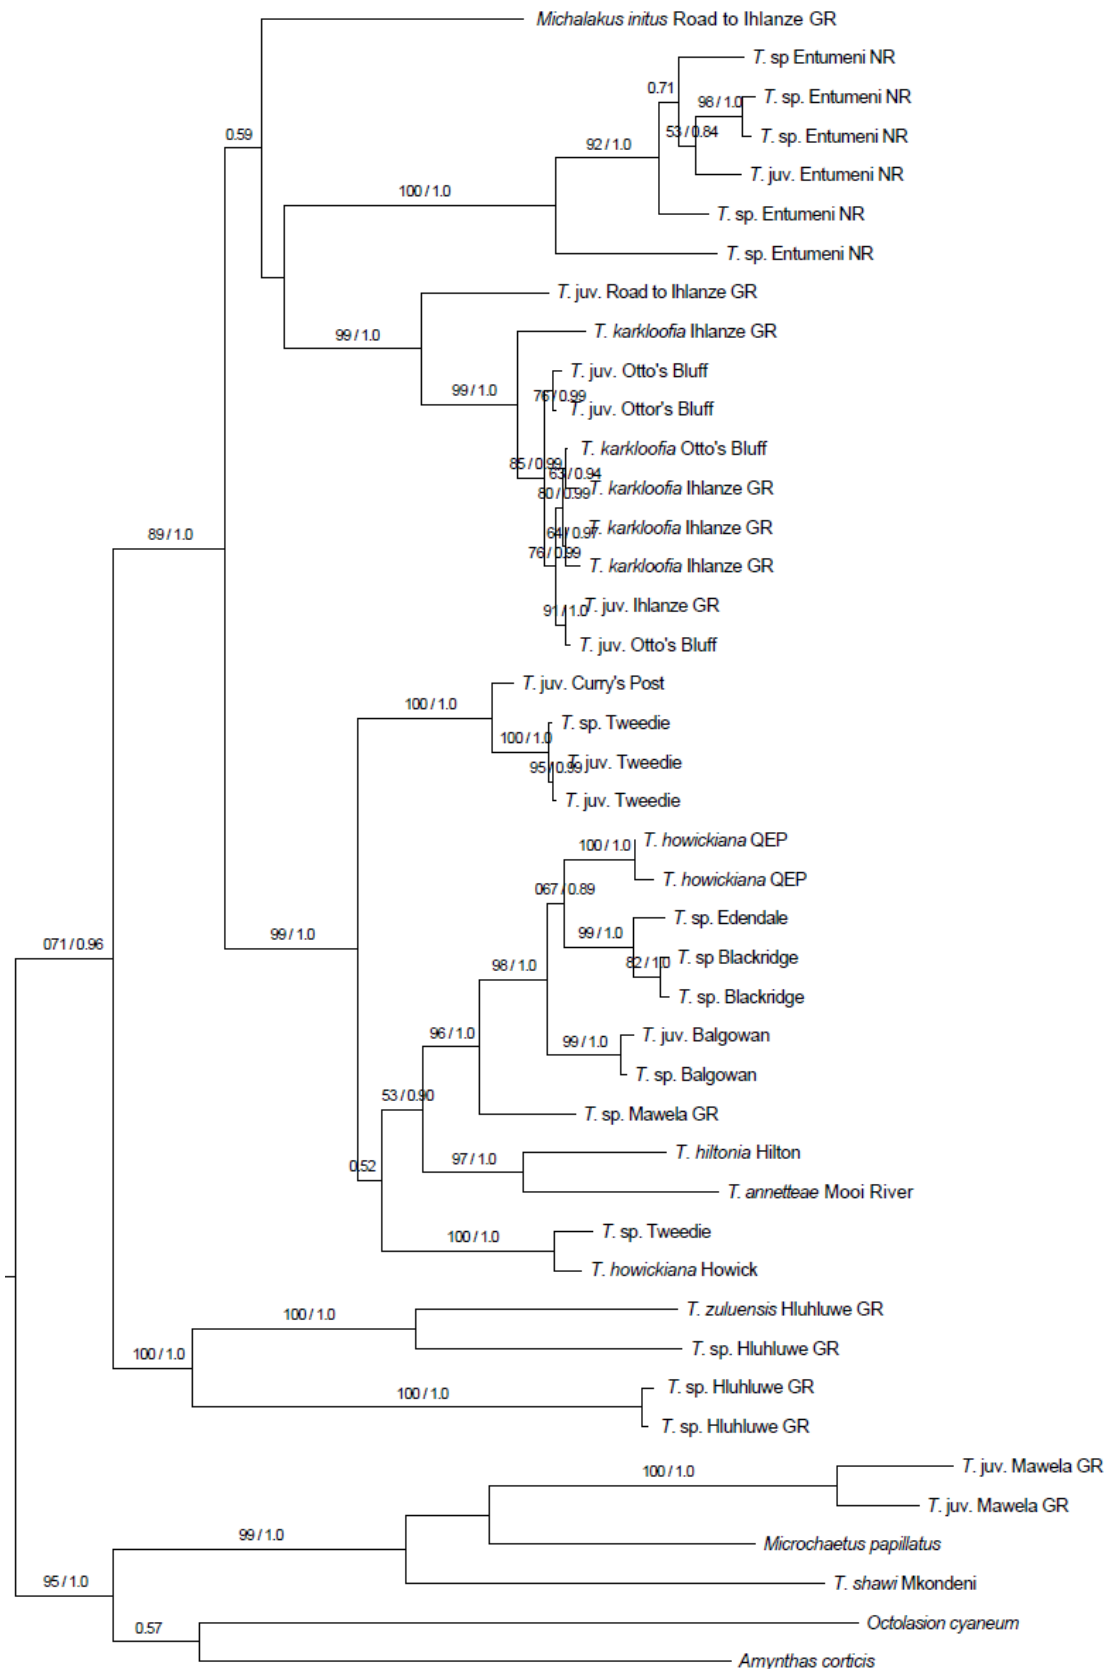 Michalakus initus Road to Ihlanze GR
T. sp Entumeni NR
0.71
98 / 1.0
T. sp. Entumeni NR
0.59
53 / 0.84
T. sp. Entumeni NR
92 / 1.0
T. juv. Entumeni NR
100 / 1.0
T. sp. Entumeni NR
T. sp. Entumeni NR
T. juv. Road to Ihlanze GR
99 / 1.0
T. karkloofia Ihlanze GR
T. juv. Otto's Bluff
99 / 1.0
76 / 0.99
T. juv. Ottor's Bluff
T. karkloofia Otto's Bluff
85 / 0.99
63 / 0.94
80 / 0.99
T. karkloofia Ihlanze GR
64 / 0.97
T. karkloofia Ihlanze GR
76 / 0.99
T. karkloofia Ihlanze GR
89 / 1.0
91 / 1.0
T. juv. Ihlanze GR
T. juv. Otto's Bluff
T. juv. Curry's Post
100 / 1.0
T. sp. Tweedie
100 / 1.0
95 / 0.99
T. juv. Tweedie
T. juv. Tweedie
T. howickiana QEP
100 / 1.0
T. howickiana QEP
067 / 0.89
T. sp. Edendale
99 / 1.0
071 / 0.96
99 / 1.0
82 / 1.0
T. sp Blackridge
98 / 1.0
T. sp. Blackridge
96 / 1.0
99 / 1.0
T. juv. Balgowan
T. sp. Balgowan
53 / 0.90
T. sp. Mawela GR
97 / 1.0
T. hiltonia Hilton
0.52
T. annetteae Mooi River
100 / 1.0
T. sp. Tweedie
T. howickiana Howick
100 / 1.0
T. zuluensis Hluhluwe GR
100 / 1.0
T. sp. Hluhluwe GR
100 / 1.0
T. sp. Hluhluwe GR
T. sp. Hluhluwe GR
100 / 1.0
T. juv. Mawela GR
T. juv. Mawela GR
99 / 1.0
Microchaetus papillatus
95 / 1.0
T. shawi Mkondeni
0.57
Octolasion cyaneum
Amynthas corticis